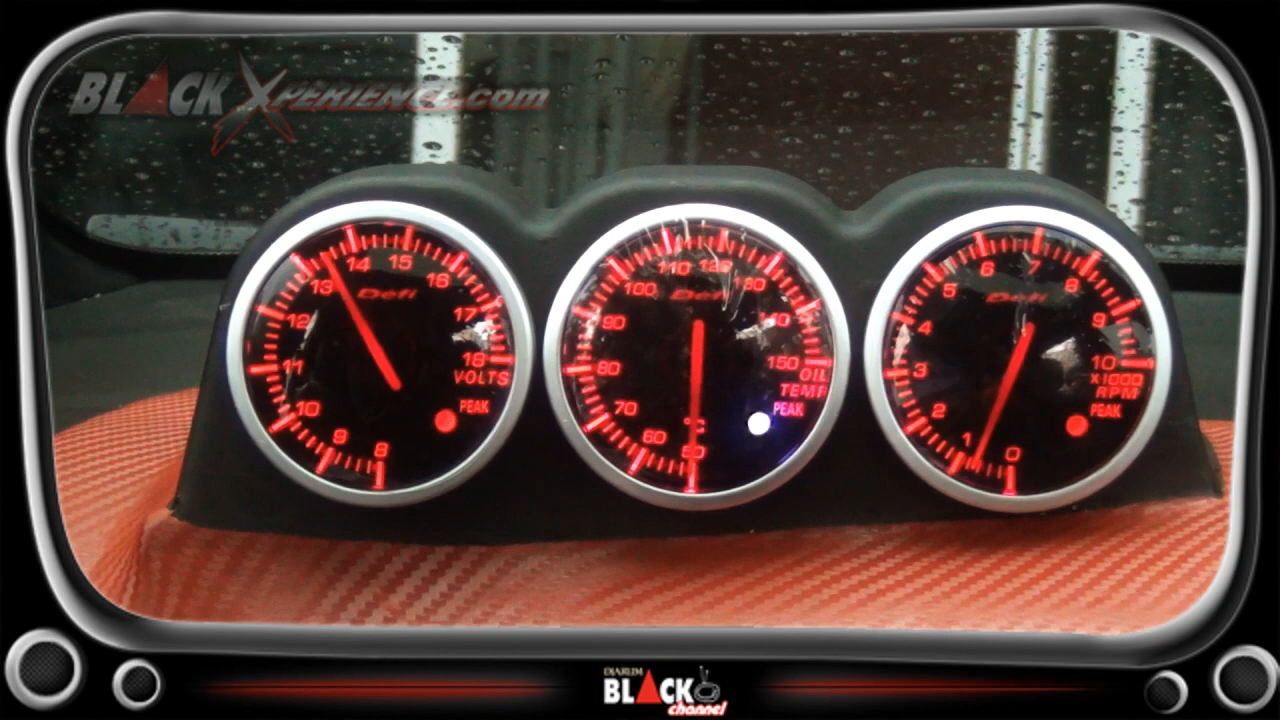 BLACKXPERIENCE.com
8 9 10 11 12 13 14 15 16 17 18
Defi
VOLTS
PEAK
50 60 70 80 90 100 110 120 130 140 150
Defi
OIL
TEMP
°C
PEAK
0 1 2 3 4 5 6 7 8 9 10
Defi
X1000
RPM
PEAK
DJARUM
BLACK
channel